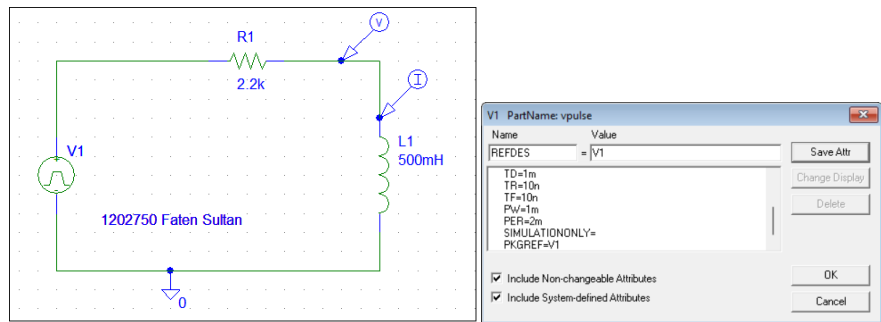 V
R1
2.2k
I
L1
500mH
V1
1202750 Faten Sultan
0
V1 PartName: vpulse
Name Value
REFDES = V1
Save Attr
TD=1m
TR=10n
TF=10n
PW=1m
PER=2m
SIMULATIONONLY=
PKGREF=V1
Change Display
Delete
Include Non-changeable Attributes
Include System-defined Attributes
OK
Cancel